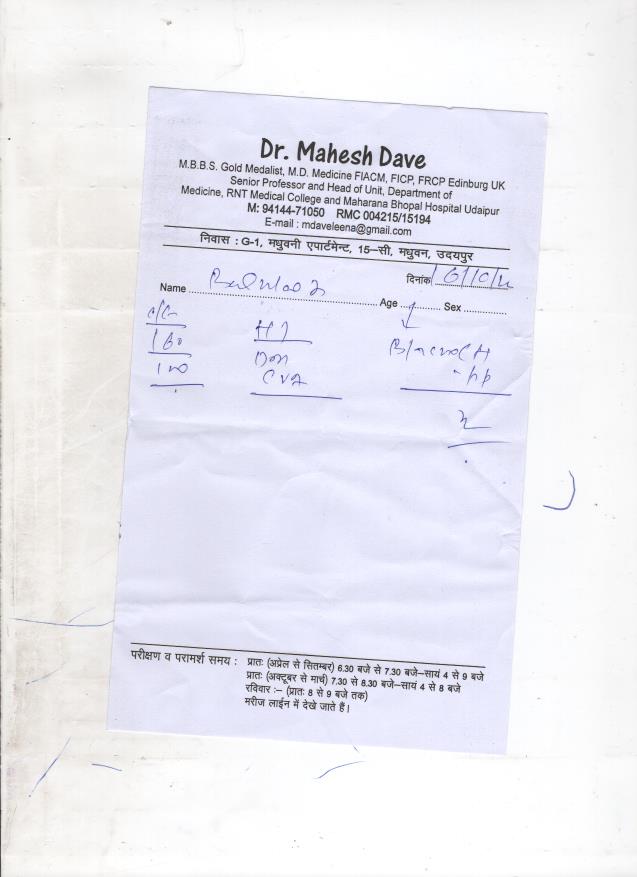 Dr. Mahesh Dave
M.B.B.S. Gold Medalist, M.D. Medicine FIACM, FICP, FRCP Edinburg UK
Senior Professor and Head of Unit, Department of
Medicine, RNT Medical College and Maharana Bhopal Hospital Udaipur
M: 94144-71050 RMC 004215/15194
E-mail : mdaveleena@gmail.com
निवास : G-1, मधुवनी एपार्टमेन्ट, 15-सी, मधुवन, उदयपुर
दिनांक
Name Age Sex
160
100
CVA
परीक्षण व परामर्श समय : प्रातः (अप्रेल से सितम्बर) 6.30 बजे से 7.30 बजे-सायं 4 से 9 बजे
प्रातः (अक्टूबर से मार्च) 7.30 से 8.30 बजे-सायं 4 से 8 बजे
रविवार :- (प्रातः 8 से 9 बजे तक)
मरीज लाईन में देखे जाते हैं।